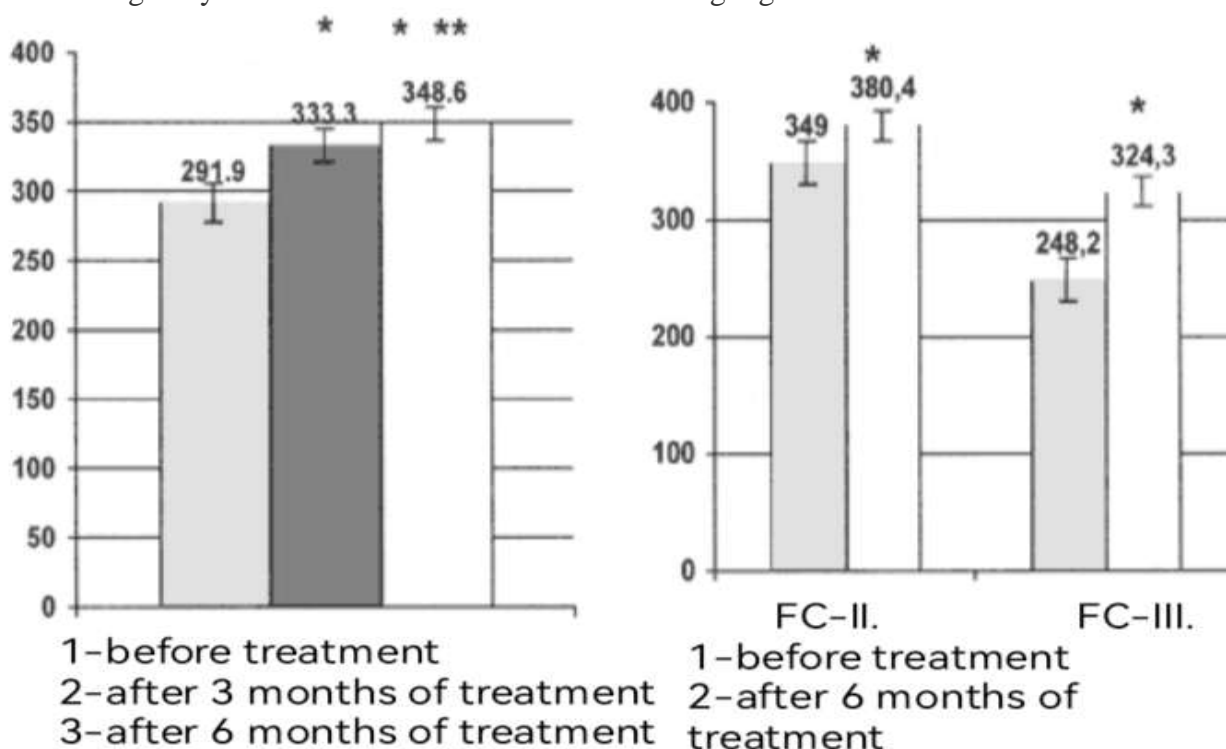 * * **
400
350
300
250
200
150
100
50
0
291.9
333.3
348.6
1-before treatment
2-after 3 months of treatment
3-after 6 months of treatment
*
*
400
300
200
100
0
349
380,4
248,2
324,3
FC-II. FC-III.
1-before treatment
2-after 6 months of
treatment